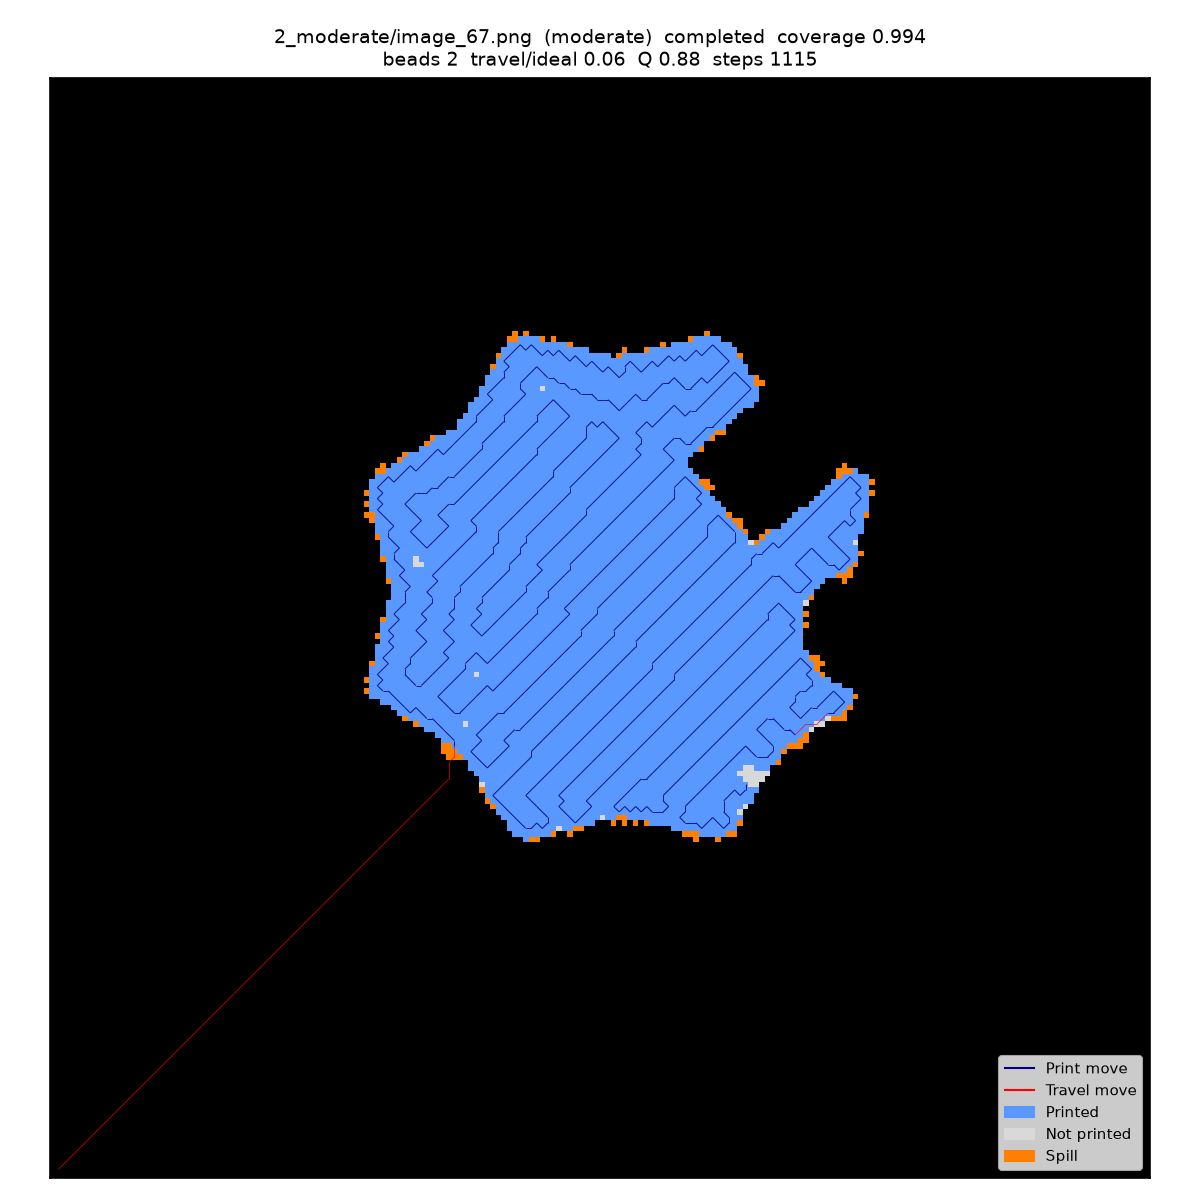 2_moderate/image_67.png  (moderate)  completed  coverage 0.994
beads 2  travel/ideal 0.06  Q 0.88  steps 1115
Print move
Travel move
Printed
Not printed
Spill